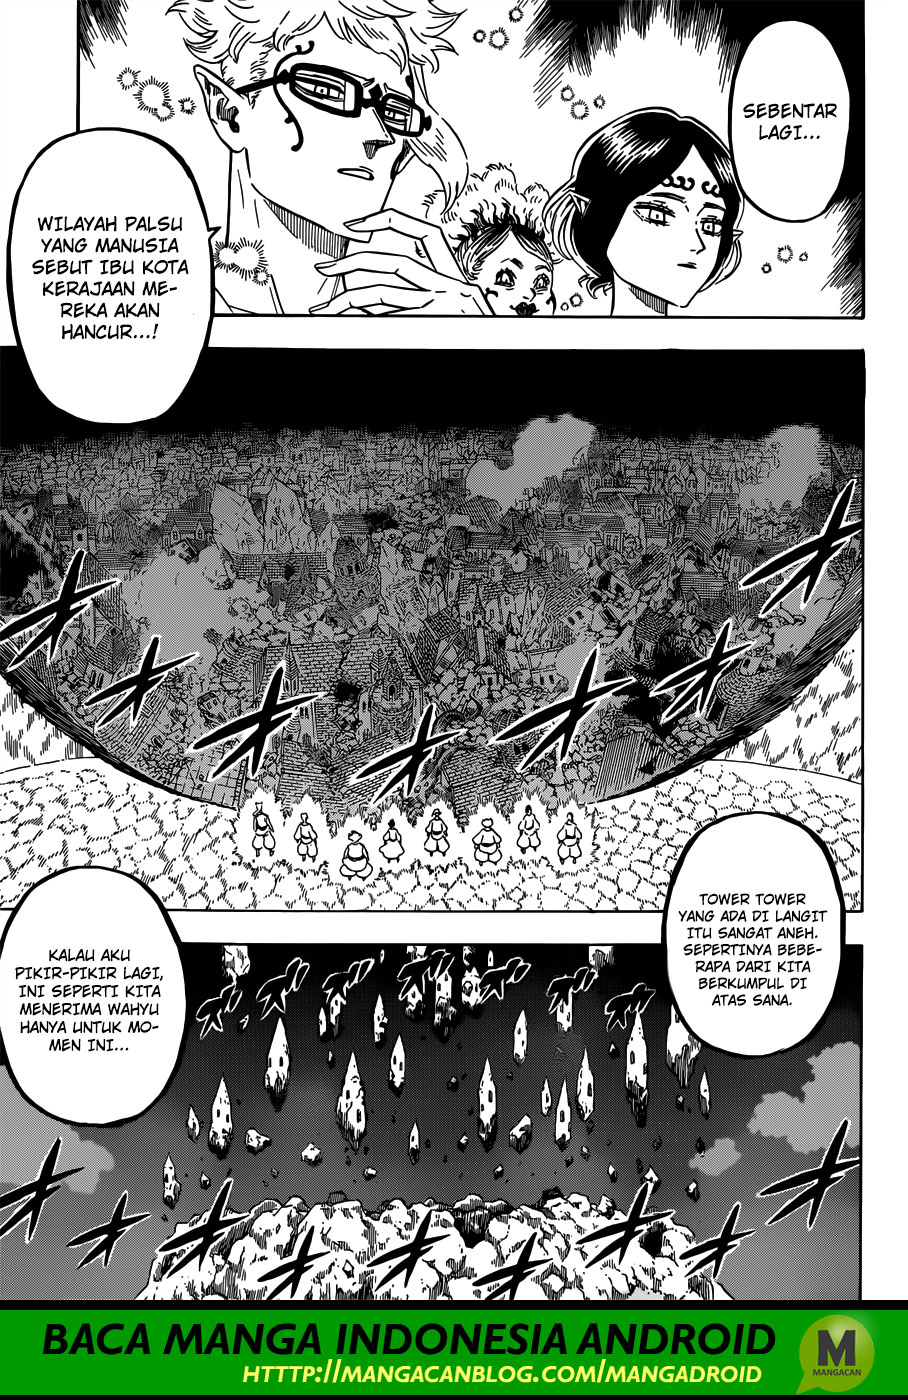 SEBENTAR
LAGI...
WILAYAH PALSU
YANG MANUSIA
SEBUT IBU KOTA
KERAJAAN ME-
REKA AKAN
HANCUR...!
TOWER TOWER
YANG ADA DI LANGIT
ITU SANGAT ANEH.
SEPERTINYA BEBE-
RAPA DARI KITA
BERKUMPUL DI
ATAS SANA.
KALAU AKU
PIKIR-PIKIR LAGI,
INI SEPERTI KITA
MENERIMA WAHYU
HANYA UNTUK MO-
MEN INI...
BACA MANGA INDONESIA ANDROID
HTTTP://MANGACANBLOG.COM/MANGADROID
M
MANGACAN